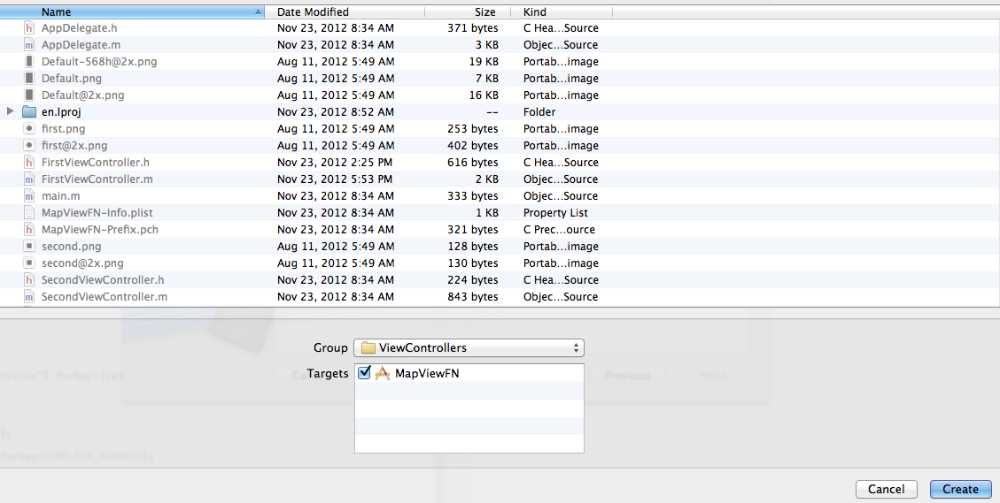 Name Date Modified Size Kind
AppDelegate.h Nov 23, 2012 8:34 AM 371 bytes C Hea...Source
AppDelegate.m Nov 23, 2012 8:34 AM 3 KB Objec...Source
Default-568h@2x.png Aug 11, 2012 5:49 AM 19 KB Portab...image
Default.png Aug 11, 2012 5:49 AM 7 KB Portab...image
Default@2x.png Aug 11, 2012 5:49 AM 16 KB Portab...image
en.lproj Nov 23, 2012 8:52 AM -- Folder
first.png Aug 11, 2012 5:49 AM 253 bytes Portab...image
first@2x.png Aug 11, 2012 5:49 AM 402 bytes Portab...image
h FirstViewController.h Nov 23, 2012 2:25 PM 616 bytes C Hea...Source
m FirstViewController.m Nov 23, 2012 5:53 PM 2 KB Objec...Source
m main.m Nov 23, 2012 8:34 AM 333 bytes Objec...Source
MapViewFN-Info.plist Nov 23, 2012 8:34 AM 1 KB Property List
h MapViewFN-Prefix.pch Nov 23, 2012 8:34 AM 321 bytes C Prec...ource
second.png Aug 11, 2012 5:49 AM 128 bytes Portab...image
second@2x.png Aug 11, 2012 5:49 AM 130 bytes Portab...image
h SecondViewController.h Nov 23, 2012 8:34 AM 224 bytes C Hea...Source
m SecondViewController.m Nov 23, 2012 8:34 AM 843 bytes Objec...Source
Group ViewControllers
Targets MapViewFN
Previous
forKey:COMPLETE_ADDRESS];
Cancel Create